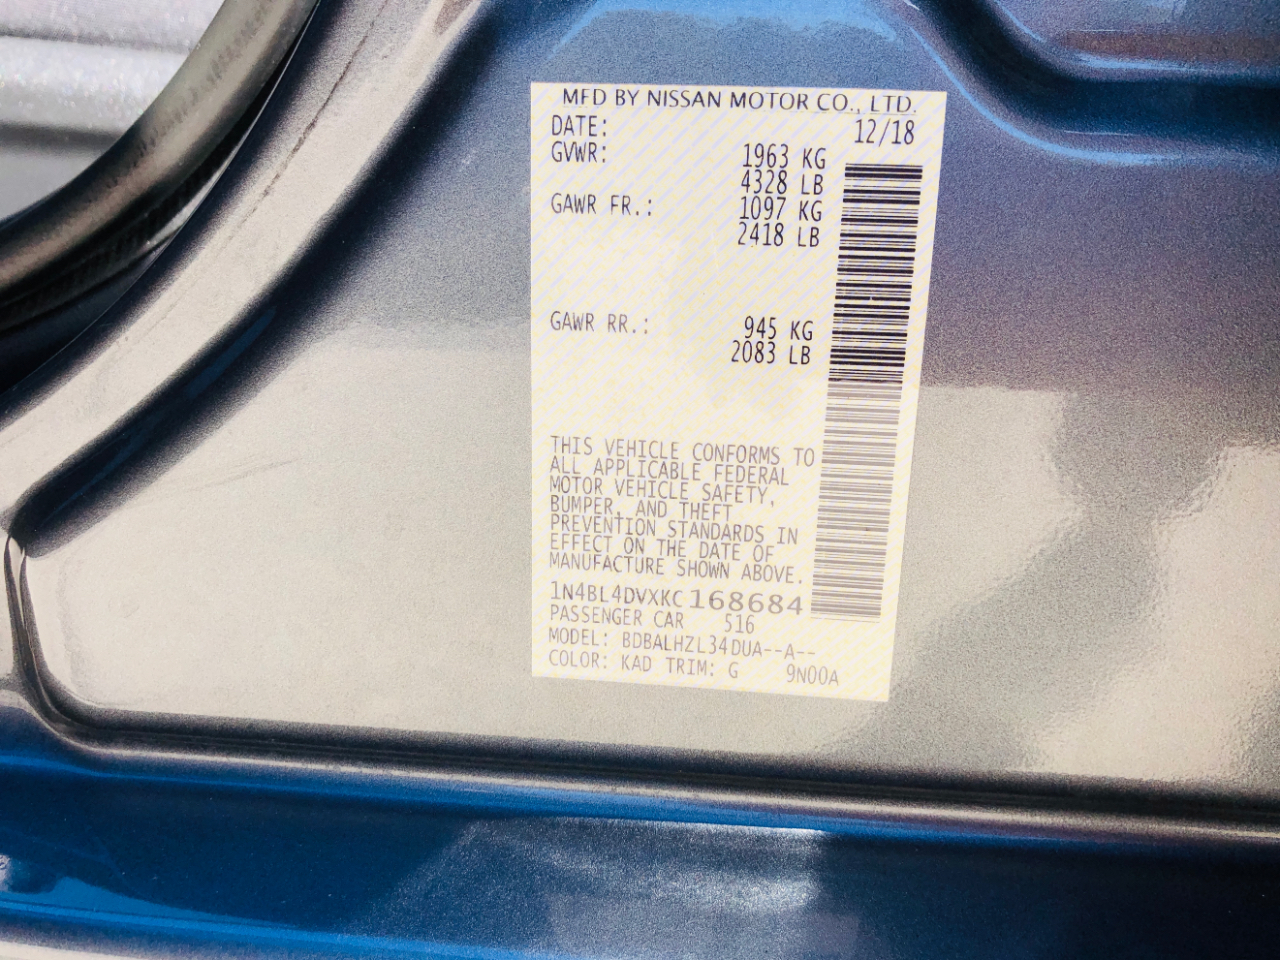 MFD BY NISSAN MOTOR CO., LTD.
DATE: 12/18
GVWR: 1963 KG
4328 LB
GAWR FR.: 1097 KG
2418 LB
GAWR RR.: 945 KG
2083 LB
THIS VEHICLE CONFORMS TO
ALL APPLICABLE FEDERAL
MOTOR VEHICLE SAFETY,
BUMPER, AND THEFT
PREVENTION STANDARDS IN
EFFECT ON THE DATE OF
MANUFACTURE SHOWN ABOVE.
1N4BL4DVXKC168684
PASSENGER CAR 516
MODEL: BDBALHZL34DUA--A--
COLOR: KAD TRIM: G 9N00A